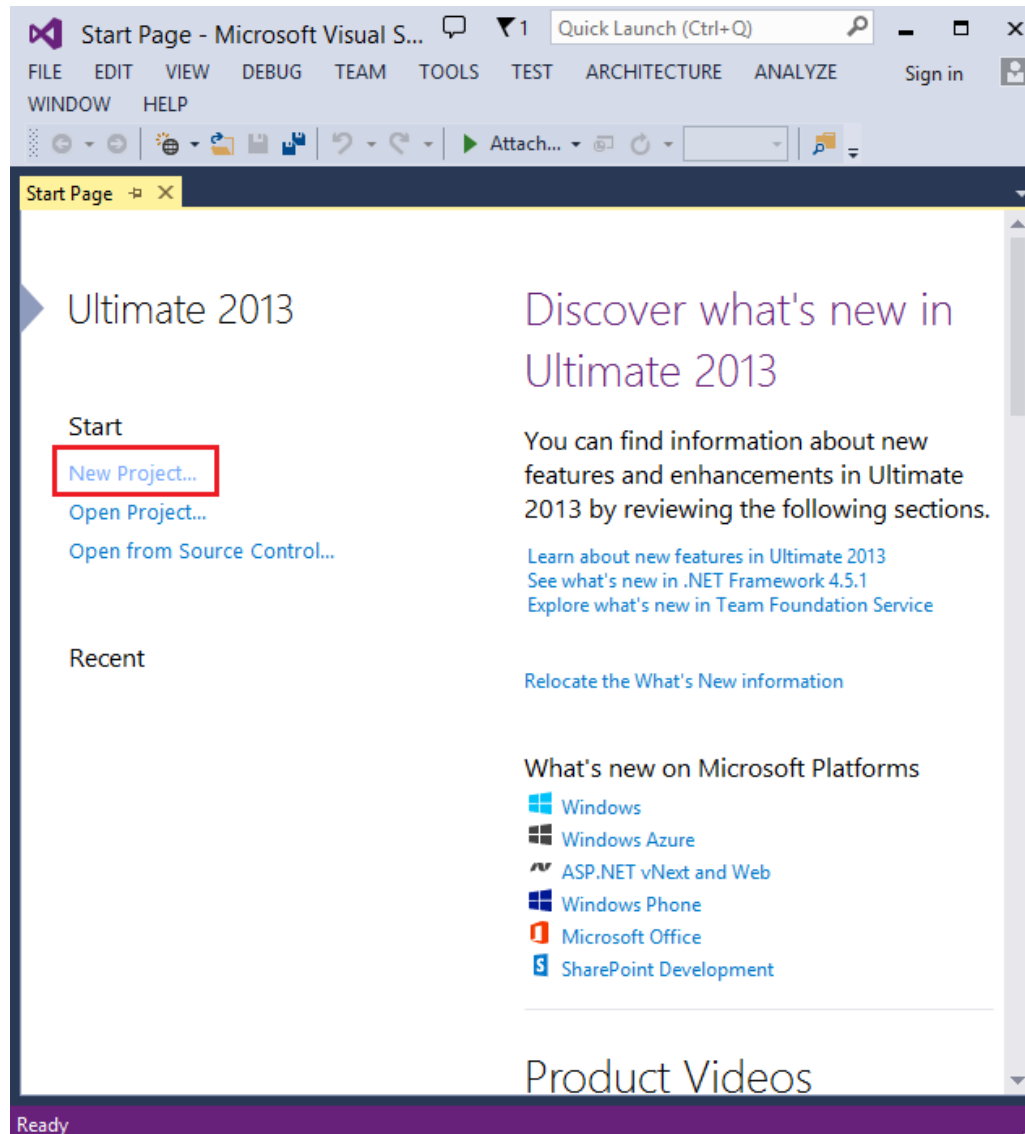 Start Page - Microsoft Visual S... 1 Quick Launch (Ctrl+Q)
FILE EDIT VIEW DEBUG TEAM TOOLS TEST ARCHITECTURE ANALYZE Sign in
WINDOW HELP
Attach...
Start Page
Ultimate 2013
Start
New Project...
Open Project...
Open from Source Control...
Recent
Discover what's new in
Ultimate 2013
You can find information about new
features and enhancements in Ultimate
2013 by reviewing the following sections.
Learn about new features in Ultimate 2013
See what's new in .NET Framework 4.5.1
Explore what's new in Team Foundation Service
Relocate the What's New information
What's new on Microsoft Platforms
Windows
Windows Azure
ASP.NET vNext and Web
Windows Phone
Microsoft Office
SharePoint Development
Product Videos
Ready